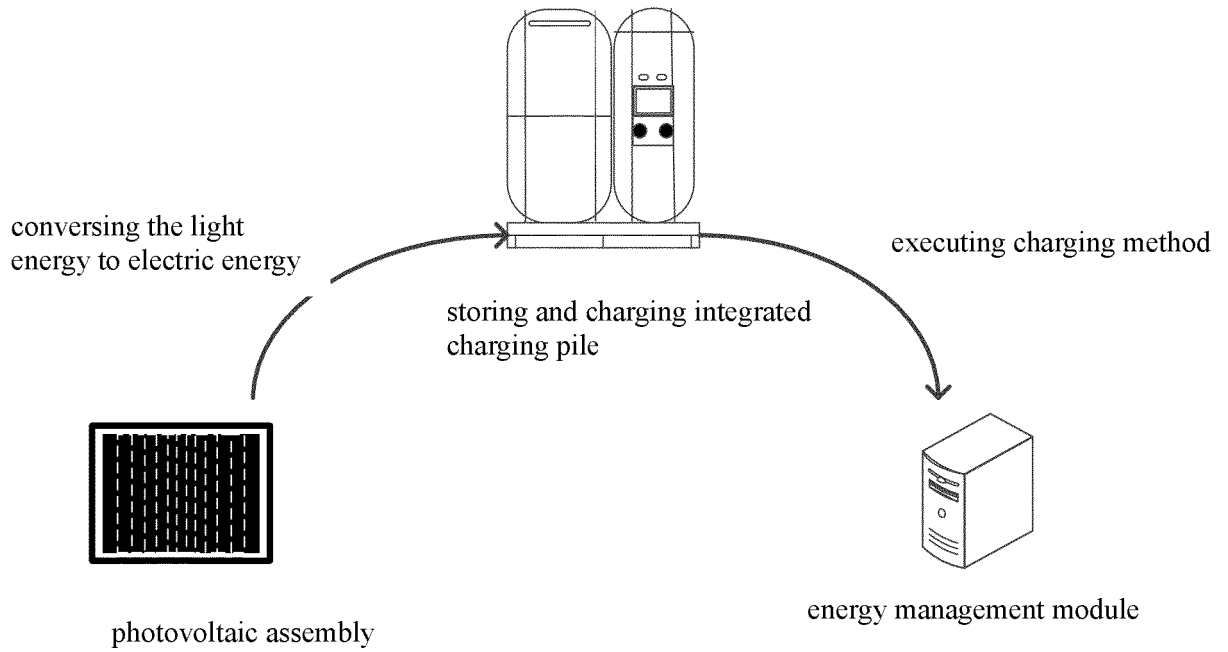 conversing the light
energy to electric energy
executing charging method
storing and charging integrated
charging pile
energy management module
photovoltaic assembly